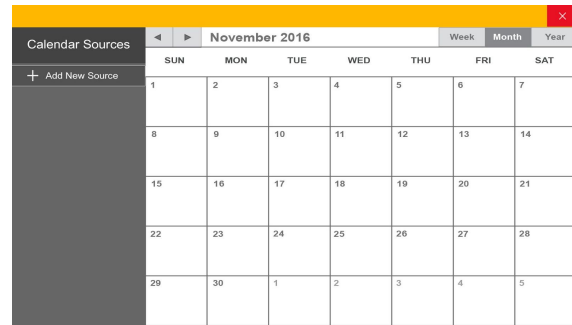 Calendar Sources
+ Add New Source
November 2016
Week Month Year
SUN MON TUE WED THU FRI SAT
1 2 3 4 5 6 7
8 9 10 11 12 13 14
15 16 17 18 19 20 21
22 23 24 25 26 27 28
29 30 1 2 3 4 5